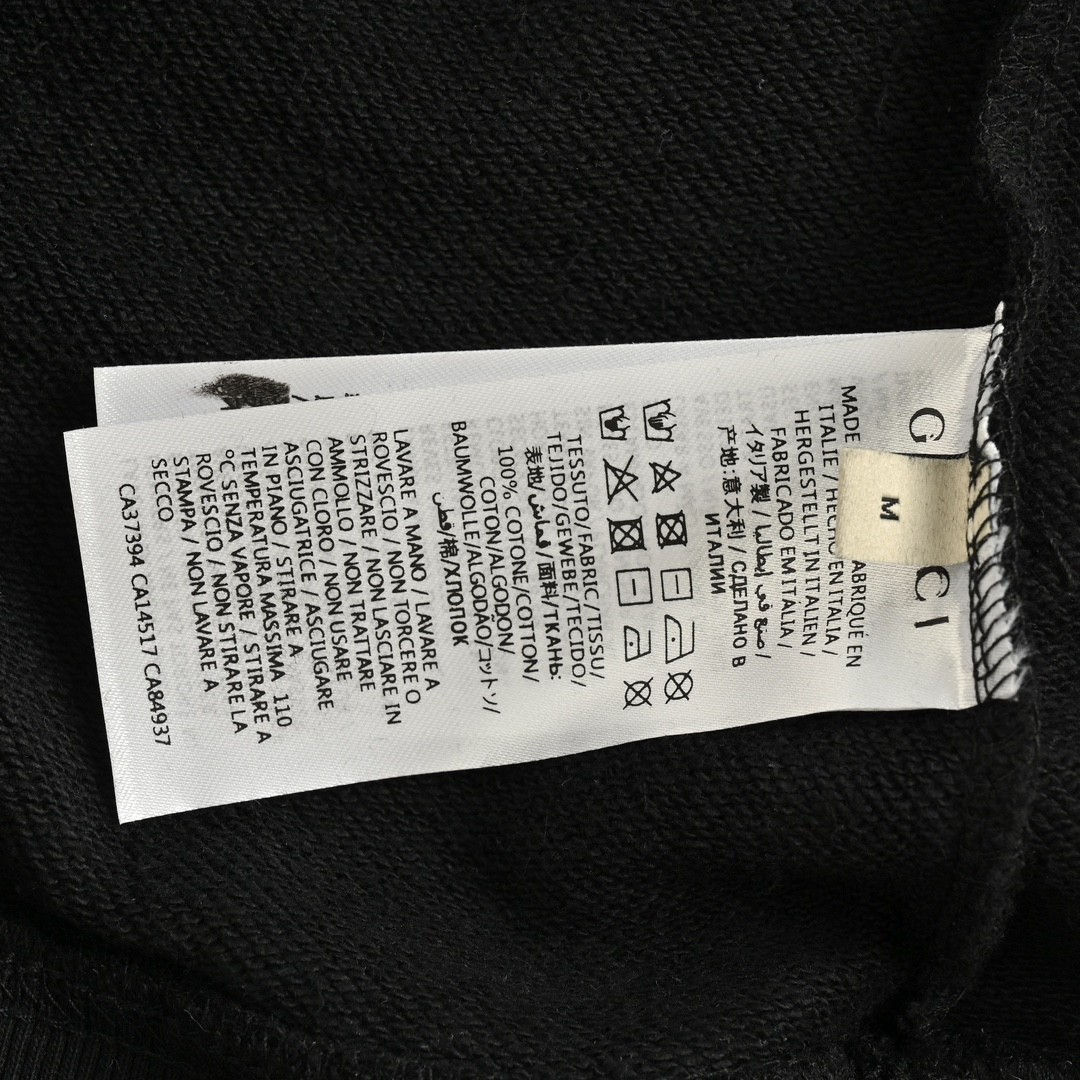 G CI
M
MADE ABRIQUÉ EN
ITALIE / HECHO EN ITALIA /
HERGESTELLT IN ITALIEN /
FABRICADO EM ITALIA /
イタリア製 / صنع في إيطاليا /
产地:意大利 / СДЕЛАНО В
ИТАЛИИ
TESSUTO/FABRIC/TISSU/
TEJIDO/GEWEBE/TECIDO/
表地/قماش/面料/ТКАНЬ:
100% COTONE/COTTON/
COTON/ALGODON/
BAUMWOLLE/ALGODÃO/コットン/
قطن/棉/ХЛОПОК
LAVARE A MANO / LAVARE A
ROVESCIO / NON TORCERE O
STRIZZARE / NON LASCIARE IN
AMMOLLO / NON TRATTARE
CON CLORO / NON USARE
ASCIUGATRICE / ASCIUGARE
IN PIANO / STIRARE A
TEMPERATURA MASSIMA 110
°C SENZA VAPORE / STIRARE A
ROVESCIO / NON STIRARE LA
STAMPA / NON LAVARE A
SECCO
CA37394 CA14517 CA84937